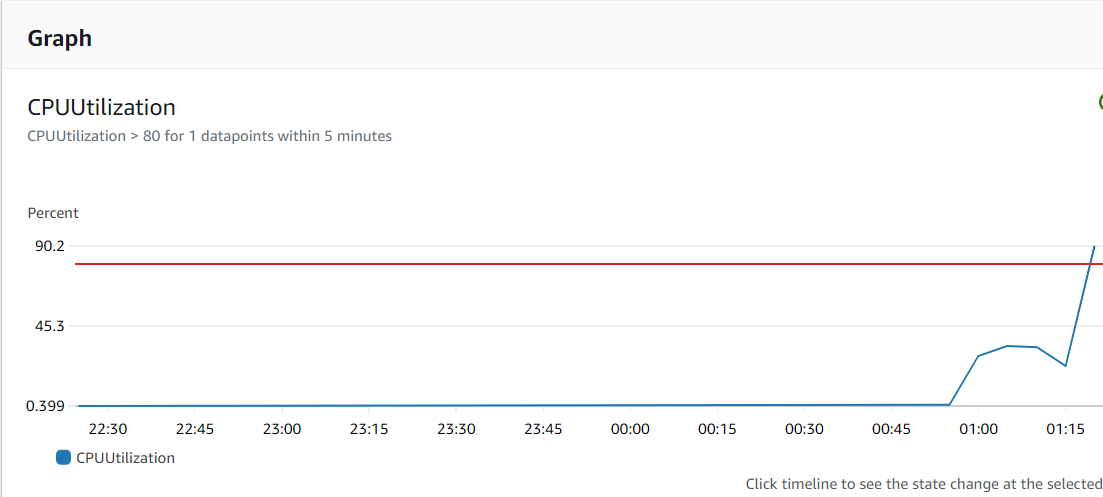 Graph
CPUUtilization
CPUUtilization > 80 for 1 datapoints within 5 minutes
Percent
90.2
45.3
0.399
22:30 22:45 23:00 23:15 23:30 23:45 00:00 00:15 00:30 00:45 01:00 01:15
CPUUtilization
Click timeline to see the state change at the selected